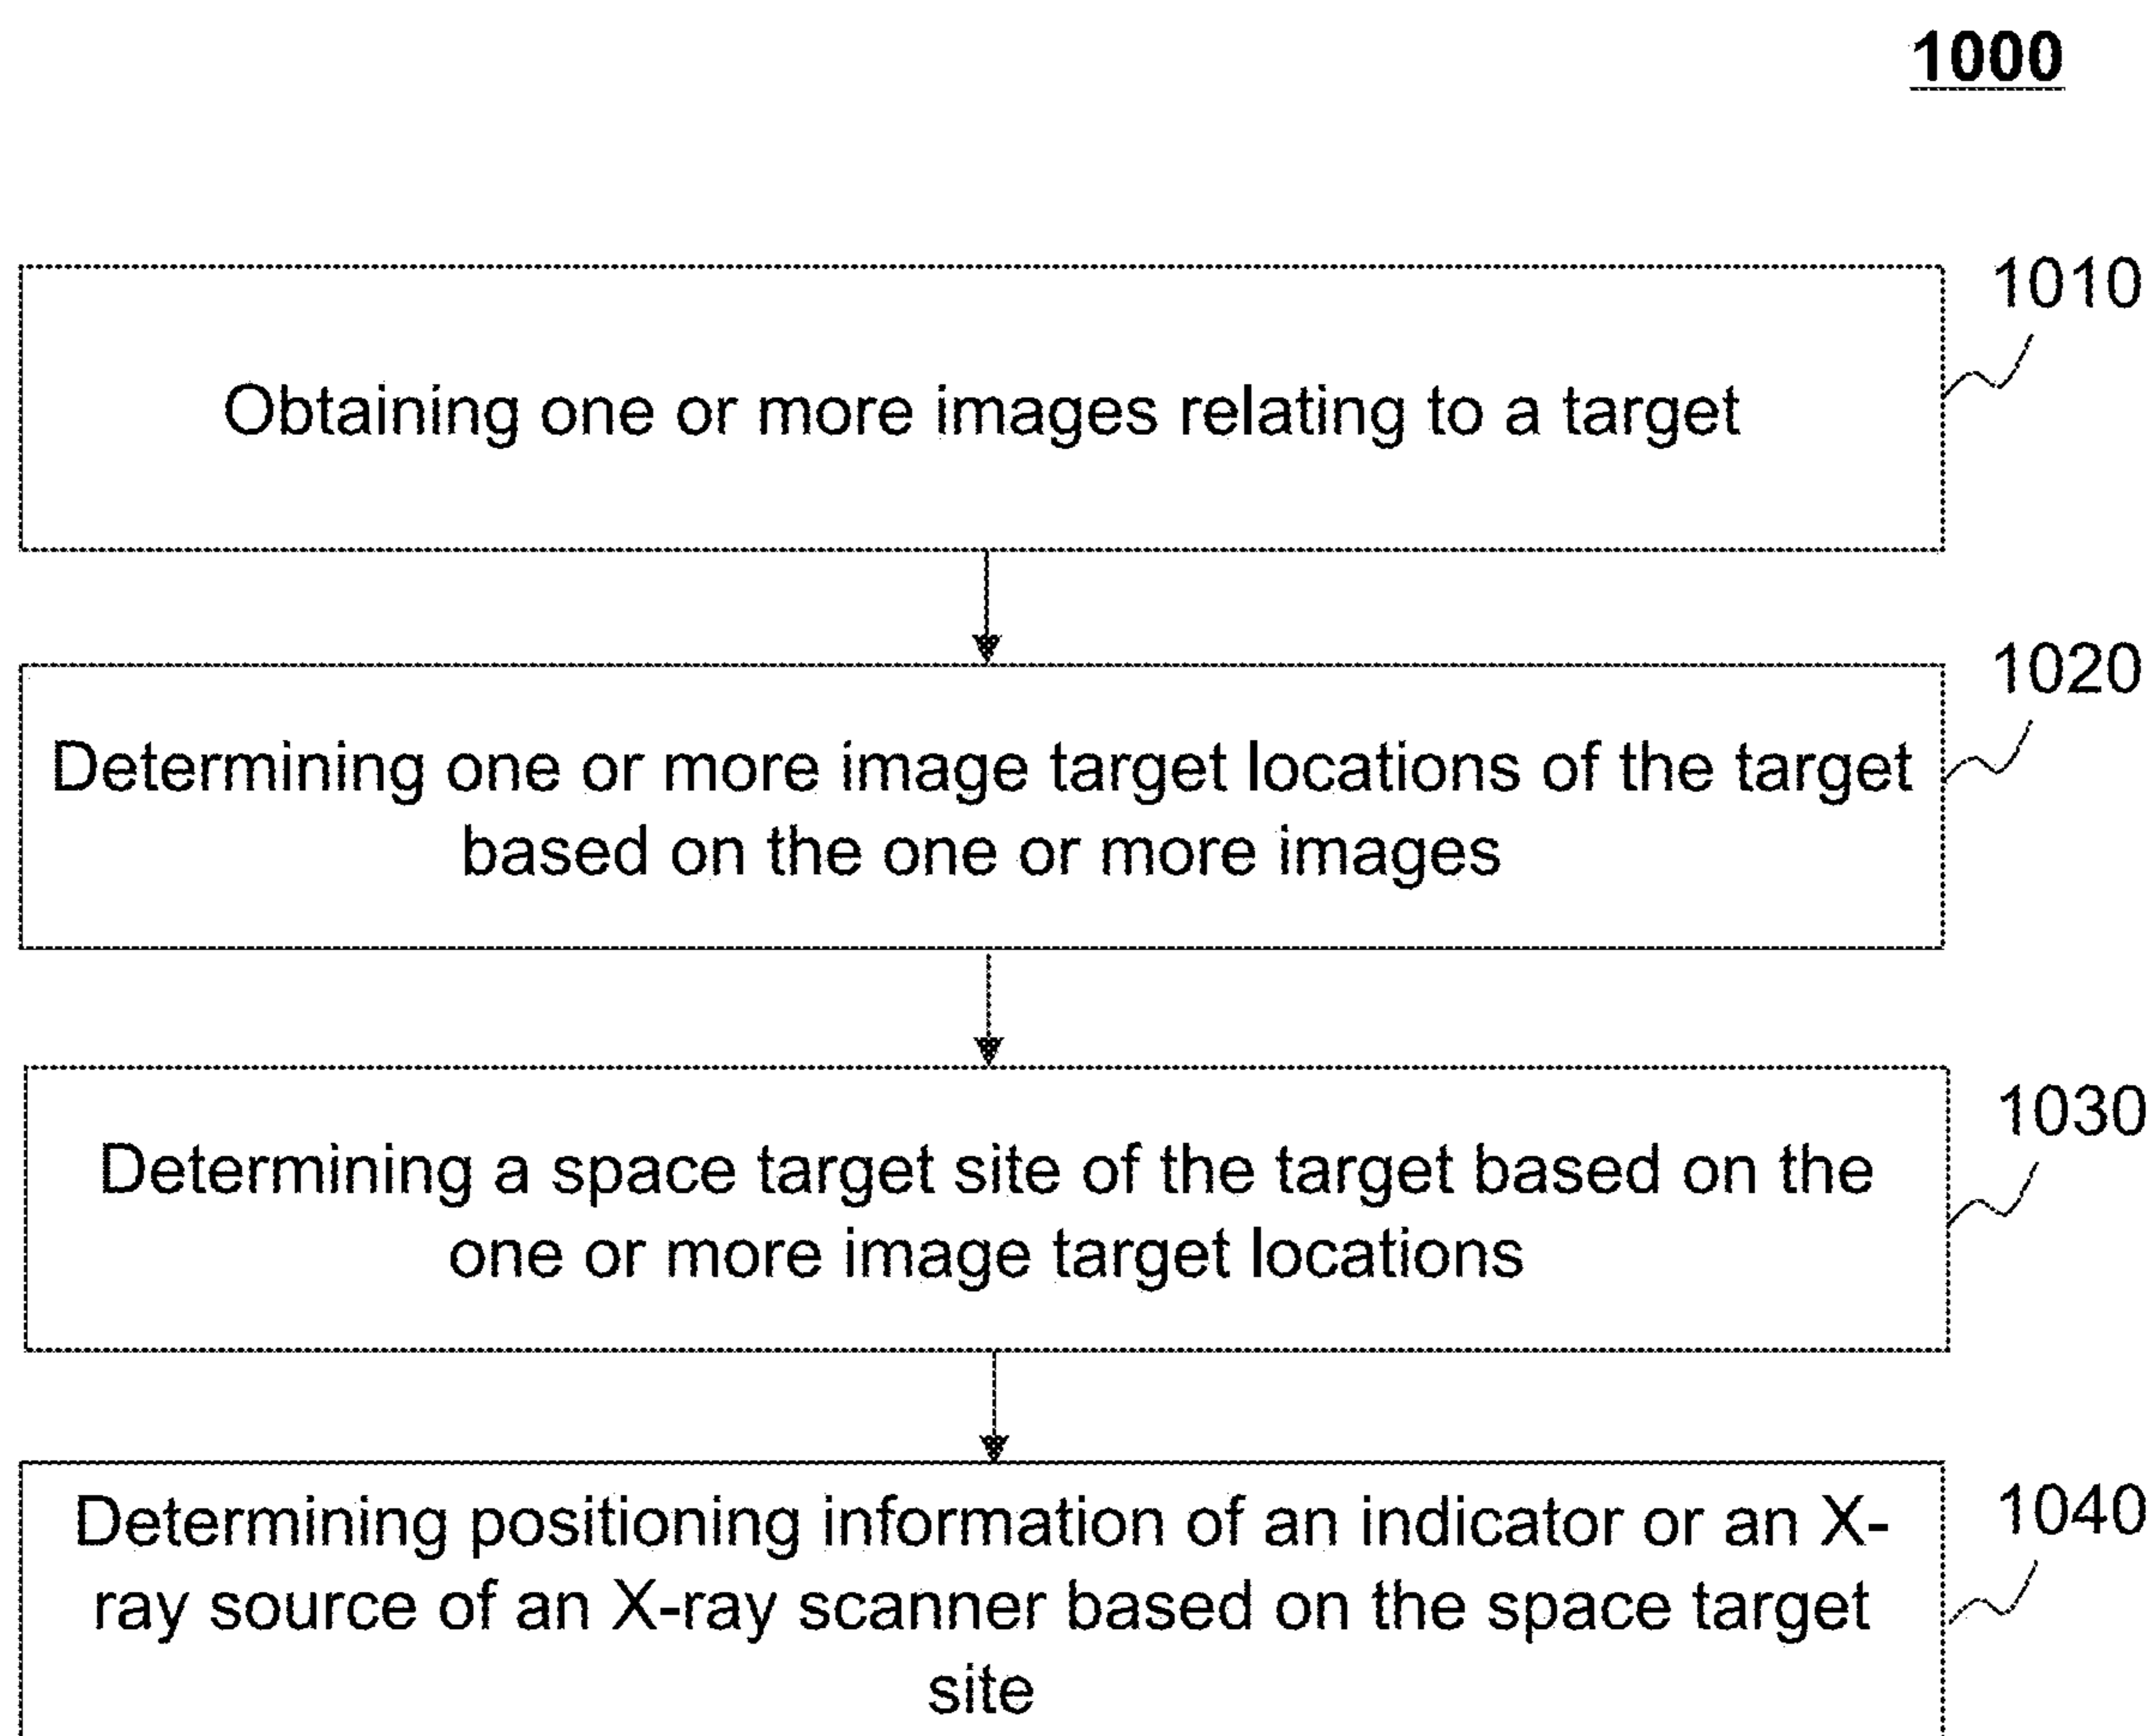 1000
1010
Obtaining one or more images relating to a target
1020
Determining one or more image target locations of the target
based on the one or more images
1030
Determining a space target site of the target based on the
one or more image target locations
1040
Determining positioning information of an indicator or an X-
ray source of an X-ray scanner based on the space target
site